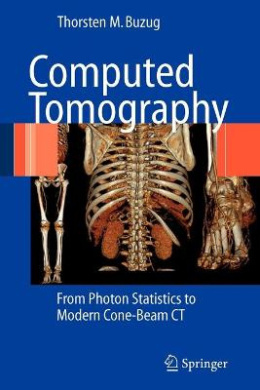 Thorsten M. Buzug
Computed
Tomography
From Photon Statistics to
Modern Cone-Beam CT
Springer